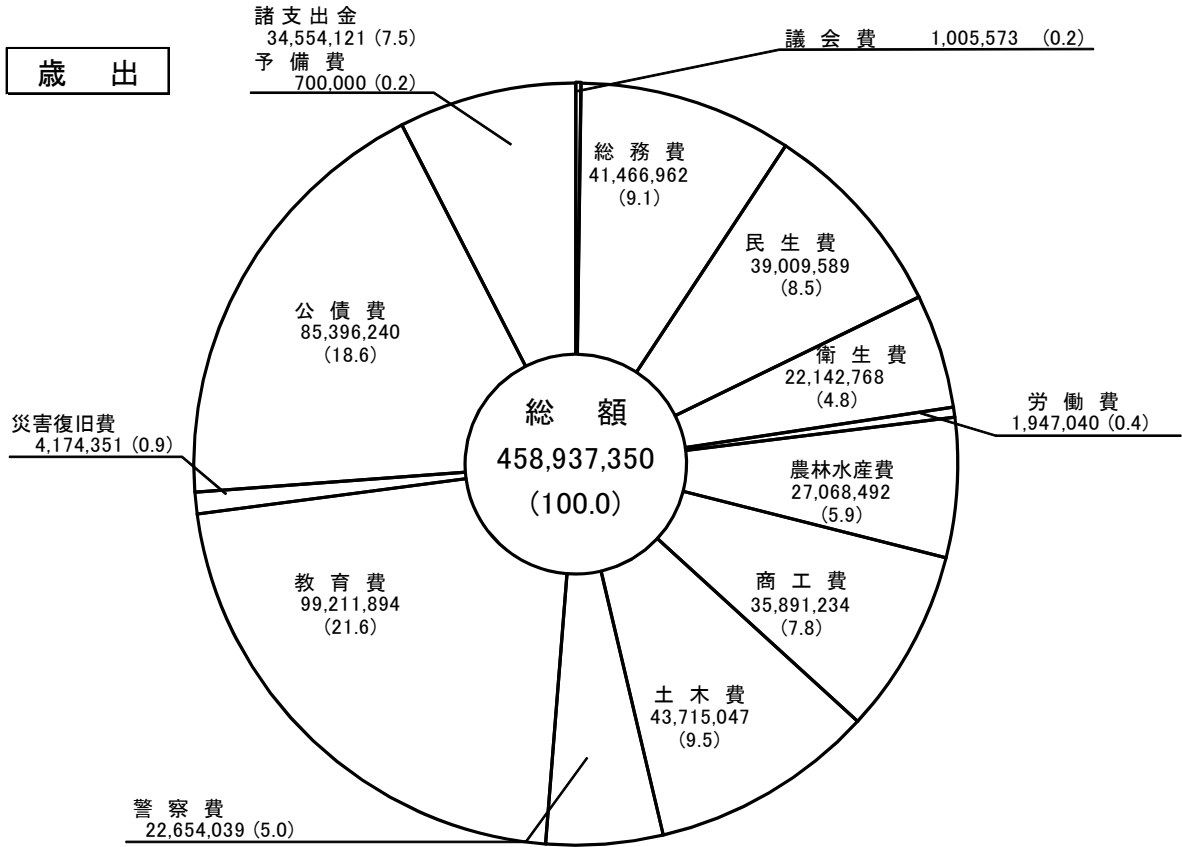 歳出
諸支出金
34,554,121 (7.5)
予備費
700,000 (0.2)
議会費 1,005,573 (0.2)
総務費
41,466,962
(9.1)
民生費
39,009,589
(8.5)
衛生費
22,142,768
(4.8)
労働費
1,947,040 (0.4)
農林水産費
27,068,492
(5.9)
商工費
35,891,234
(7.8)
土木費
43,715,047
(9.5)
警察費
22,654,039 (5.0)
教育費
99,211,894
(21.6)
災害復旧費
4,174,351 (0.9)
公債費
85,396,240
(18.6)
総額
458,937,350
(100.0)